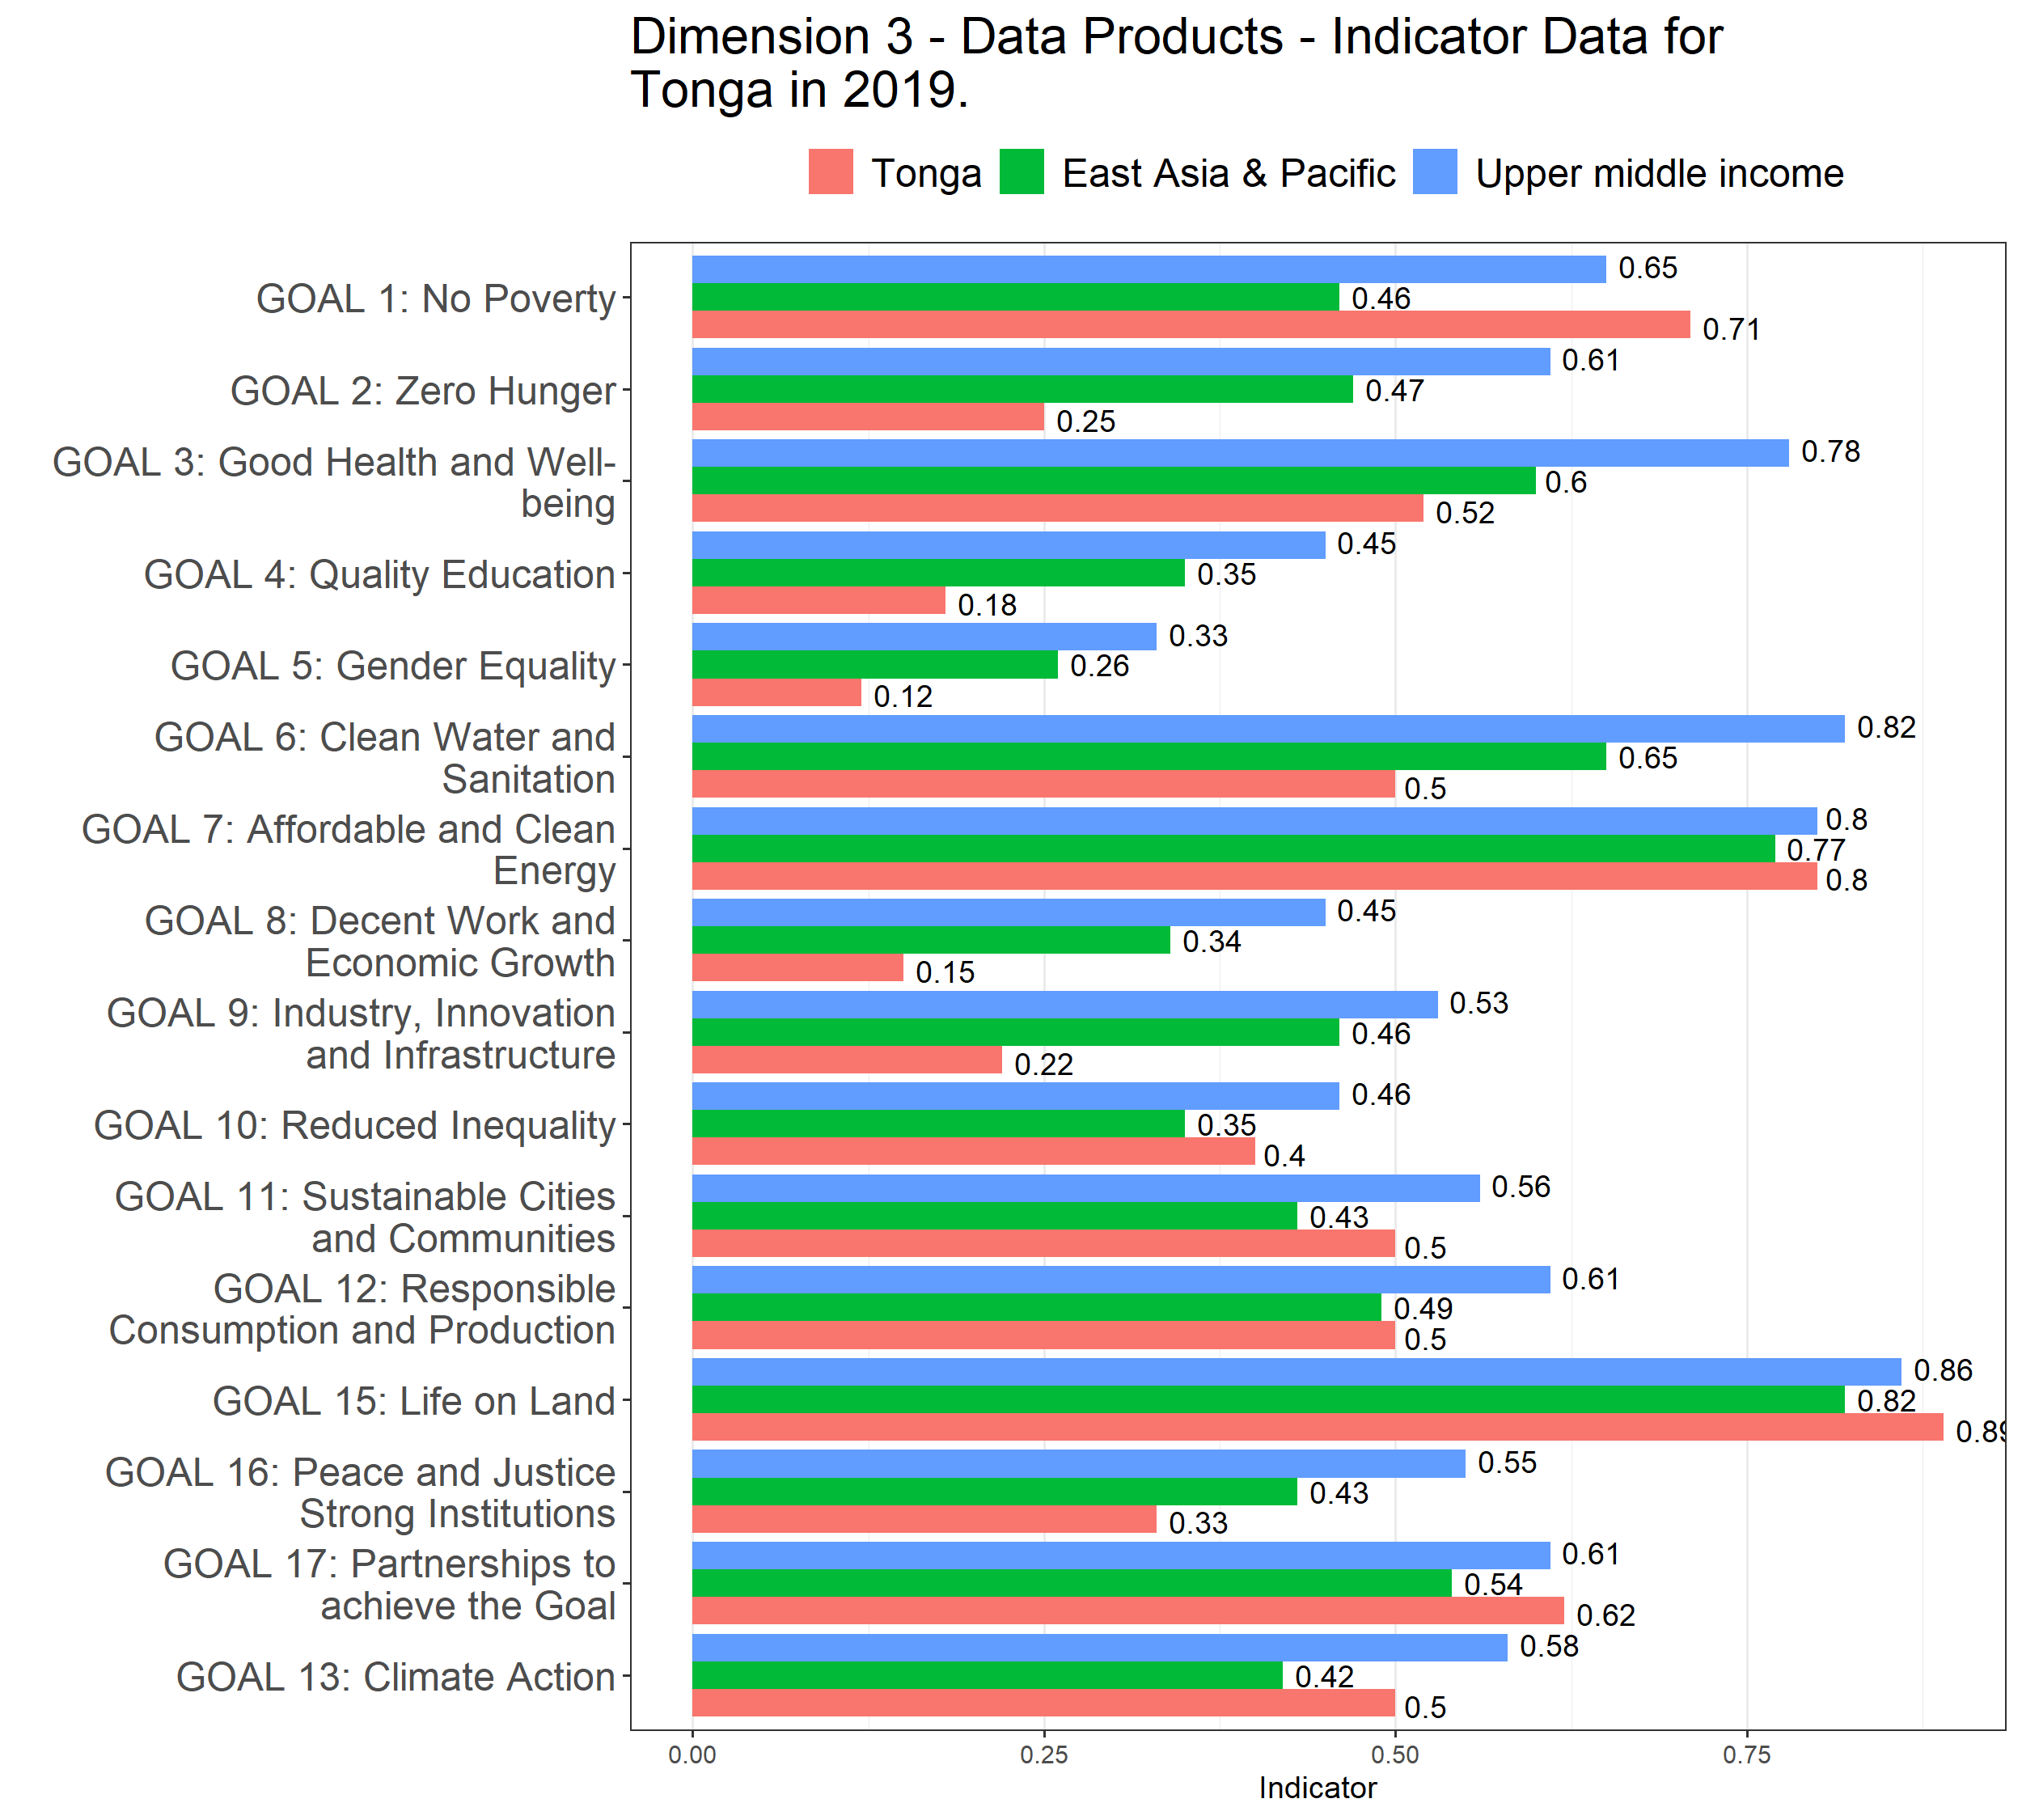 Dimension 3 - Data Products - Indicator Data for
Tonga in 2019.
Tonga East Asia & Pacific Upper middle income
GOAL 1: No Poverty
0.65
0.46
0.71
GOAL 2: Zero Hunger
0.61
0.47
0.25
GOAL 3: Good Health and Well-
being
0.78
0.6
0.52
GOAL 4: Quality Education
0.45
0.35
0.18
GOAL 5: Gender Equality
0.33
0.26
0.12
GOAL 6: Clean Water and
Sanitation
0.82
0.65
0.5
GOAL 7: Affordable and Clean
Energy
0.8
0.77
0.8
GOAL 8: Decent Work and
Economic Growth
0.45
0.34
0.15
GOAL 9: Industry, Innovation
and Infrastructure
0.53
0.46
0.22
GOAL 10: Reduced Inequality
0.46
0.35
0.4
GOAL 11: Sustainable Cities
and Communities
0.56
0.43
0.5
GOAL 12: Responsible
Consumption and Production
0.61
0.49
0.5
GOAL 15: Life on Land
0.86
0.82
0.89
GOAL 16: Peace and Justice
Strong Institutions
0.55
0.43
0.33
GOAL 17: Partnerships to
achieve the Goal
0.61
0.54
0.62
GOAL 13: Climate Action
0.58
0.42
0.5
0.00 0.25 0.50 0.75
Indicator